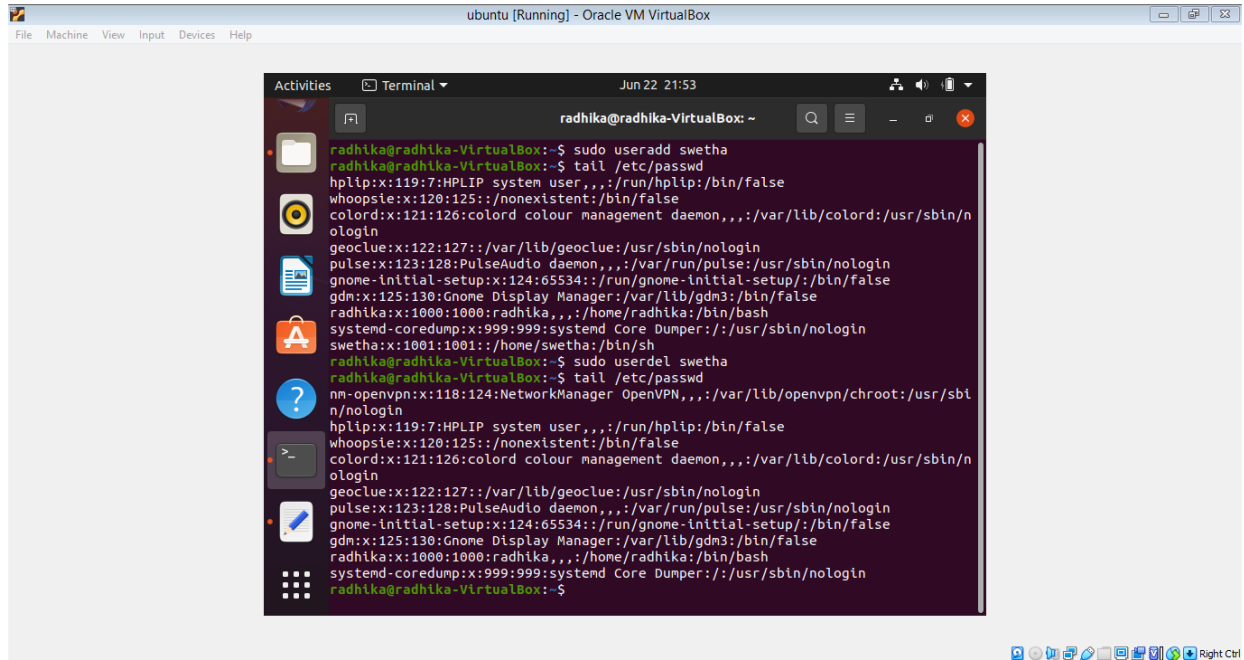 ubuntu [Running] - Oracle VM VirtualBox
File Machine View Input Devices Help
Activities Terminal Jun 22 21:53
radhika@radhika-VirtualBox: ~
radhika@radhika-VirtualBox:~$ sudo useradd swetha
radhika@radhika-VirtualBox:~$ tail /etc/passwd
hplip:x:119:7:HPLIP system user,,,:/run/hplip:/bin/false
whoopsie:x:120:125::/nonexistent:/bin/false
colord:x:121:126:colord colour management daemon,,,:/var/lib/colord:/usr/sbin/n
ologin
geoclue:x:122:127::/var/lib/geoclue:/usr/sbin/nologin
pulse:x:123:128:PulseAudio daemon,,,:/var/run/pulse:/usr/sbin/nologin
gnome-initial-setup:x:124:65534::/run/gnome-initial-setup/:/bin/false
gdm:x:125:130:Gnome Display Manager:/var/lib/gdm3:/bin/false
radhika:x:1000:1000:radhika,,,:/home/radhika:/bin/bash
systemd-coredump:x:999:999:systemd Core Dumper:/:/usr/sbin/nologin
swetha:x:1001:1001::/home/swetha:/bin/sh
radhika@radhika-VirtualBox:~$ sudo userdel swetha
radhika@radhika-VirtualBox:~$ tail /etc/passwd
nm-openvpn:x:118:124:NetworkManager OpenVPN,,,:/var/lib/openvpn/chroot:/usr/sbi
n/nologin
hplip:x:119:7:HPLIP system user,,,:/run/hplip:/bin/false
whoopsie:x:120:125::/nonexistent:/bin/false
colord:x:121:126:colord colour management daemon,,,:/var/lib/colord:/usr/sbin/n
ologin
geoclue:x:122:127::/var/lib/geoclue:/usr/sbin/nologin
pulse:x:123:128:PulseAudio daemon,,,:/var/run/pulse:/usr/sbin/nologin
gnome-initial-setup:x:124:65534::/run/gnome-initial-setup/:/bin/false
gdm:x:125:130:Gnome Display Manager:/var/lib/gdm3:/bin/false
radhika:x:1000:1000:radhika,,,:/home/radhika:/bin/bash
systemd-coredump:x:999:999:systemd Core Dumper:/:/usr/sbin/nologin
radhika@radhika-VirtualBox:~$
Right Ctrl